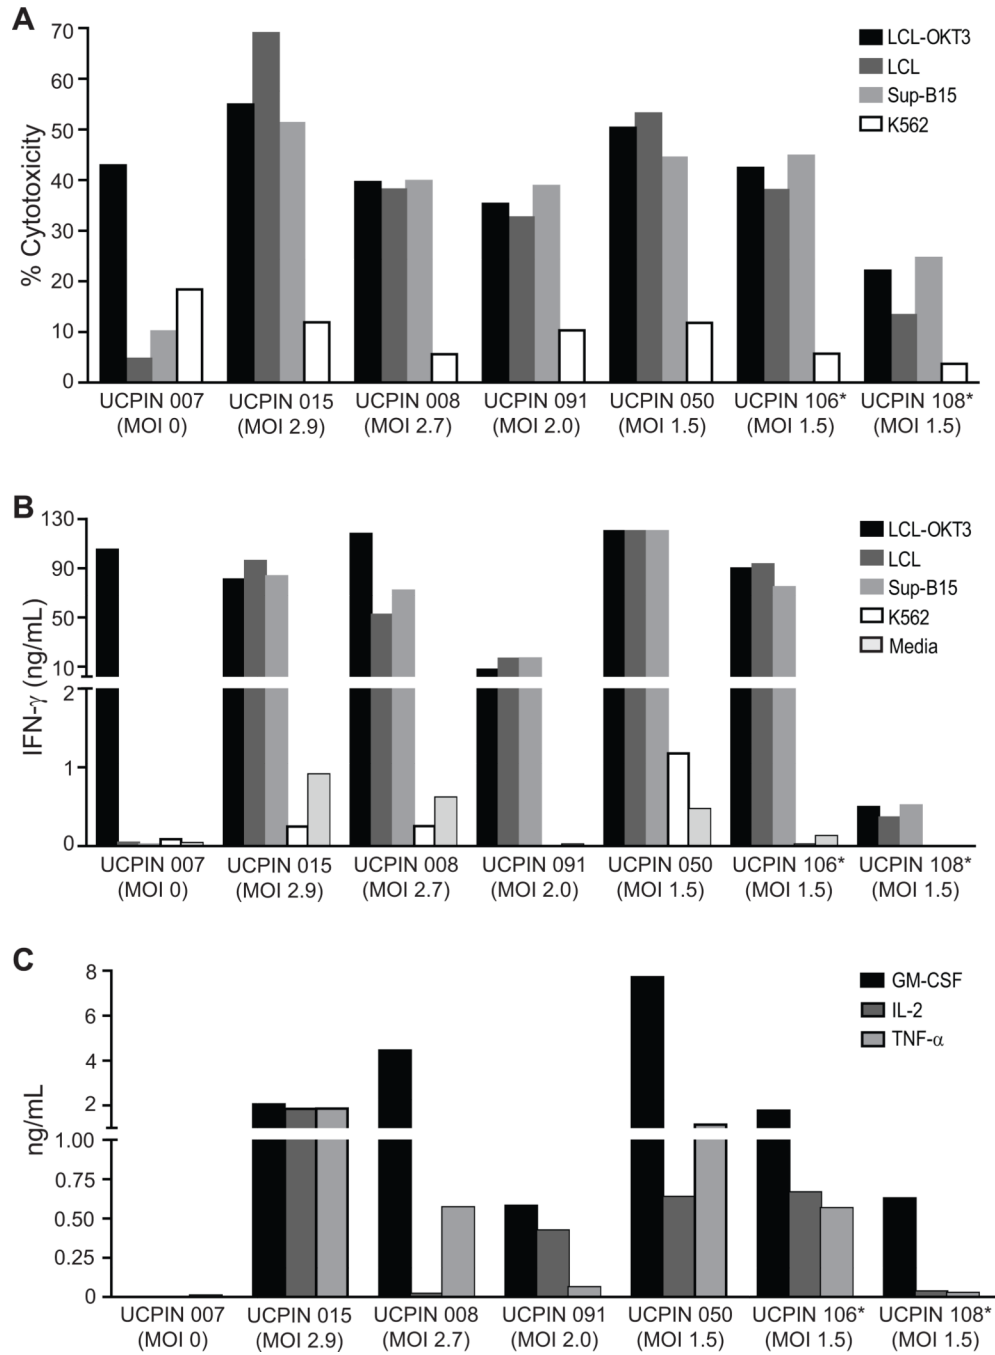 A
% Cytotoxicity
70
60
50
40
30
20
10
0
LCL-OKT3
LCL
Sup-B15
K562
UCPIN 007 UCPIN 015 UCPIN 008 UCPIN 091 UCPIN 050 UCPIN 106* UCPIN 108*
(MOI 0) (MOI 2.9) (MOI 2.7) (MOI 2.0) (MOI 1.5) (MOI 1.5) (MOI 1.5)
B
IFN-γ (ng/mL)
130
90
50
10
2
1
0
LCL-OKT3
LCL
Sup-B15
K562
Media
UCPIN 007 UCPIN 015 UCPIN 008 UCPIN 091 UCPIN 050 UCPIN 106* UCPIN 108*
(MOI 0) (MOI 2.9) (MOI 2.7) (MOI 2.0) (MOI 1.5) (MOI 1.5) (MOI 1.5)
C
ng/mL
8
6
4
2
1.00
0.75
0.50
0.25
0
GM-CSF
IL-2
TNF-α
UCPIN 007 UCPIN 015 UCPIN 008 UCPIN 091 UCPIN 050 UCPIN 106* UCPIN 108*
(MOI 0) (MOI 2.9) (MOI 2.7) (MOI 2.0) (MOI 1.5) (MOI 1.5) (MOI 1.5)